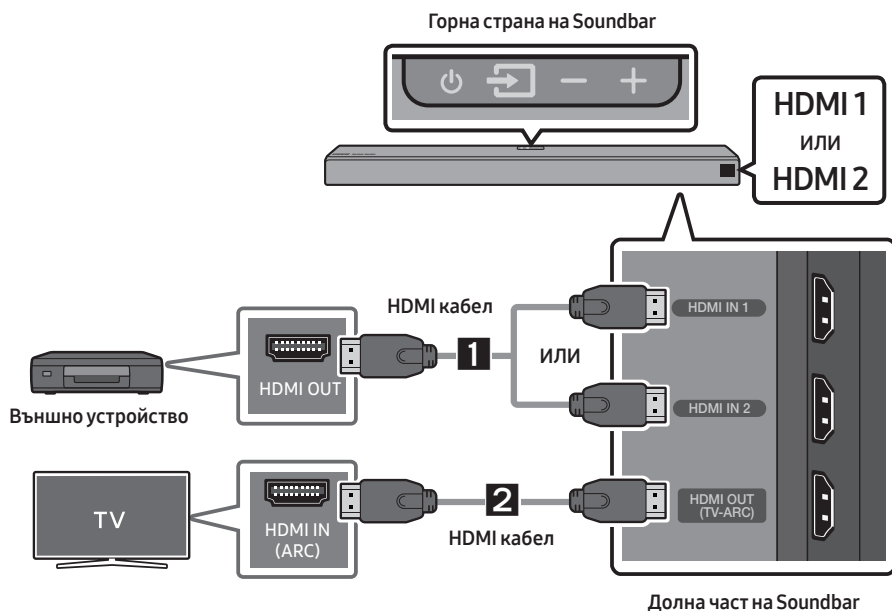 Горна страна на Soundbar
HDMI 1
или
HDMI 2
HDMI кабел
HDMI IN 1
1
или
HDMI OUT
Външно устройство
HDMI IN 2
TV
HDMI IN
(ARC)
2
HDMI кабел
HDMI OUT
(TV-ARC)
Долна част на Soundbar